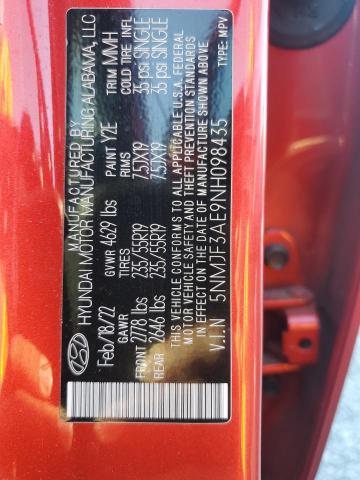 MANUFACTURED BY
HYUNDAI MOTOR MANUFACTURING ALABAMA, LLC
Feb/18/22 GVWR 4629 lbs PAINT Y2E TRIM MMH
GAWR RIMS COLD TIRE INFL
FRONT 2778 lbs 235/55R19 7.5JX19 35 psi SINGLE
REAR 2646 lbs 235/55R19 7.5JX19 35 psi SINGLE
THIS VEHICLE CONFORMS TO ALL APPLICABLE U.S.A. FEDERAL
MOTOR VEHICLE SAFETY AND THEFT PREVENTION STANDARDS
IN EFFECT ON THE DATE OF MANUFACTURE SHOWN ABOVE
V.I.N 5NMJF3AE9NH098435 TYPE: MPV